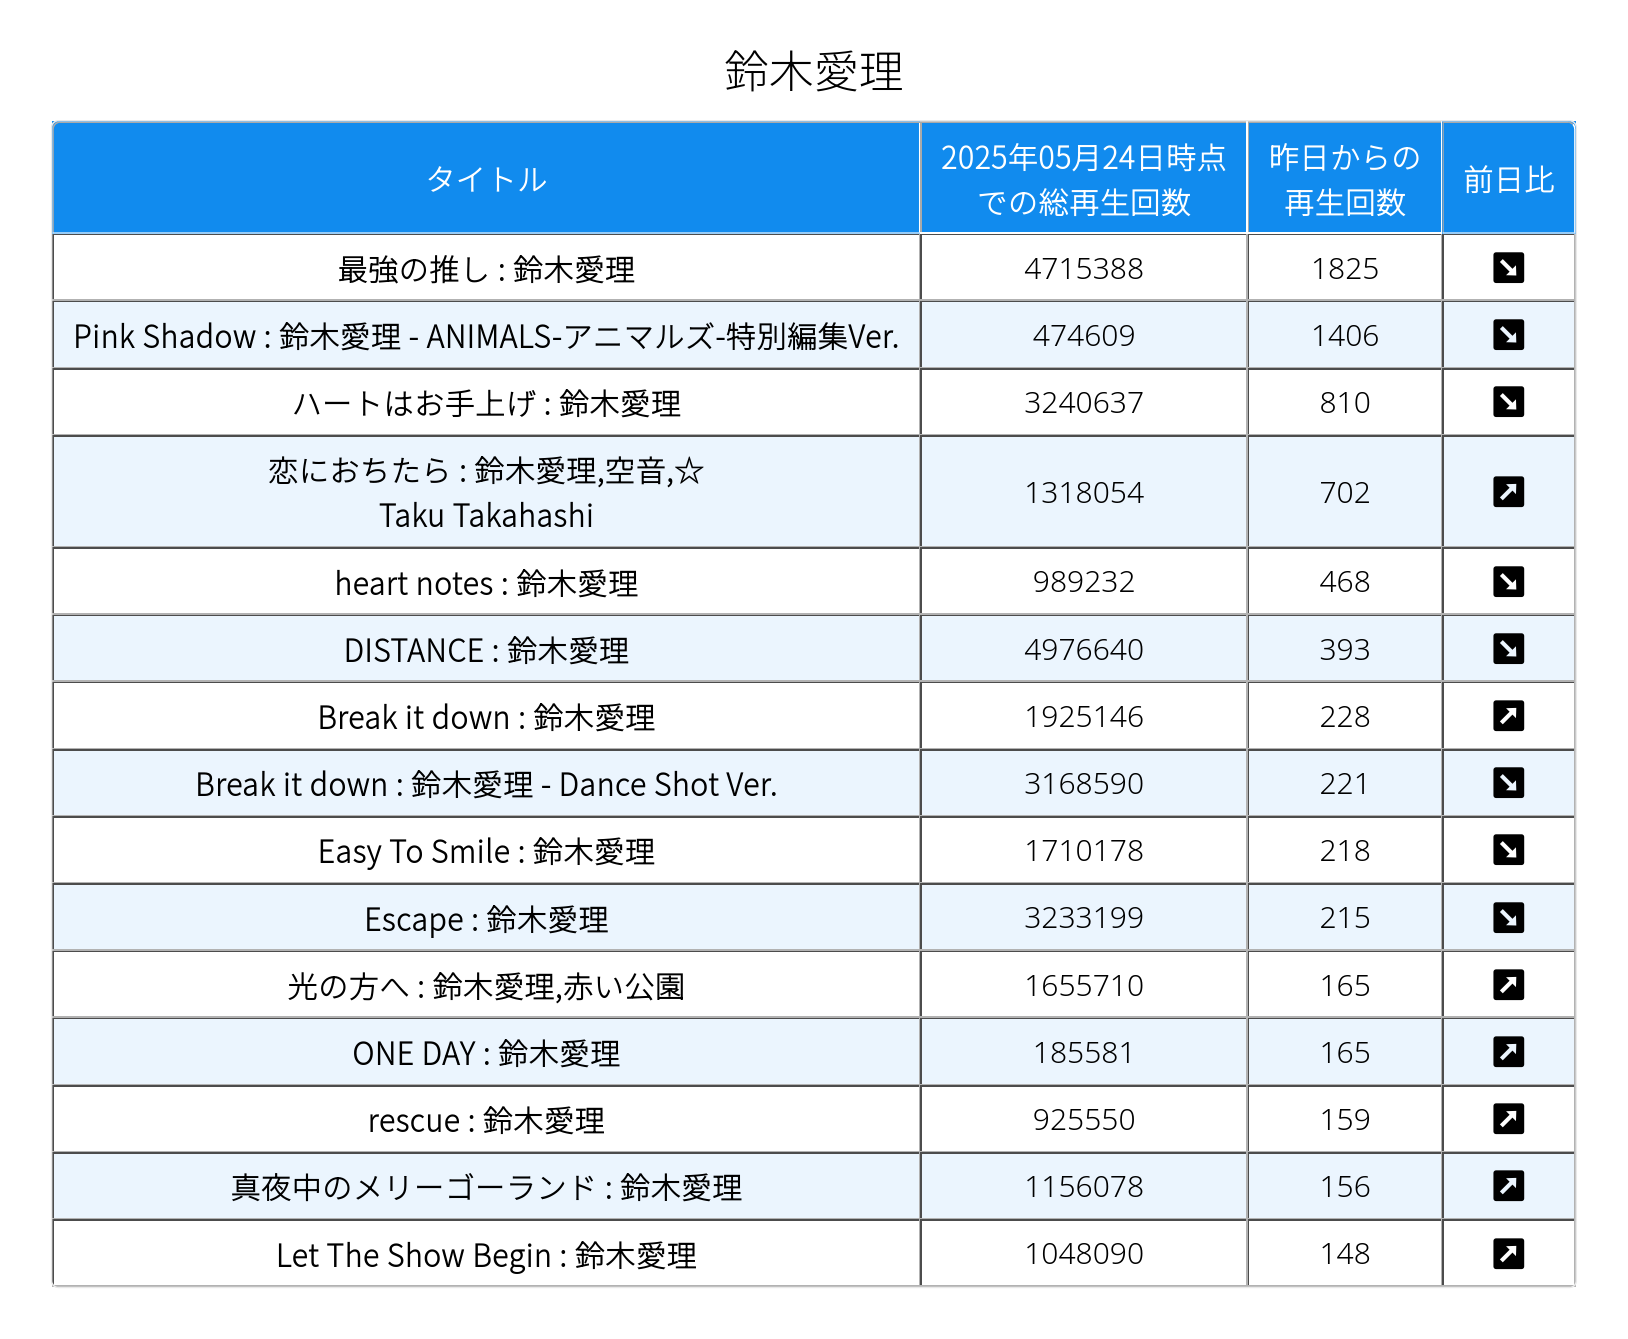 鈴木愛理
タイトル
2025年05月24日時点
での総再生回数
昨日からの
再生回数
前日比
最強の推し : 鈴木愛理 4715388 1825
Pink Shadow : 鈴木愛理 - ANIMALS-アニマルズ-特別編集Ver. 474609 1406
ハートはお手上げ : 鈴木愛理 3240637 810
恋におちたら : 鈴木愛理,空音,☆
Taku Takahashi 1318054 702
heart notes : 鈴木愛理 989232 468
DISTANCE : 鈴木愛理 4976640 393
Break it down : 鈴木愛理 1925146 228
Break it down : 鈴木愛理 - Dance Shot Ver. 3168590 221
Easy To Smile : 鈴木愛理 1710178 218
Escape : 鈴木愛理 3233199 215
光の方へ : 鈴木愛理,赤い公園 1655710 165
ONE DAY : 鈴木愛理 185581 165
rescue : 鈴木愛理 925550 159
真夜中のメリーゴーランド : 鈴木愛理 1156078 156
Let The Show Begin : 鈴木愛理 1048090 148